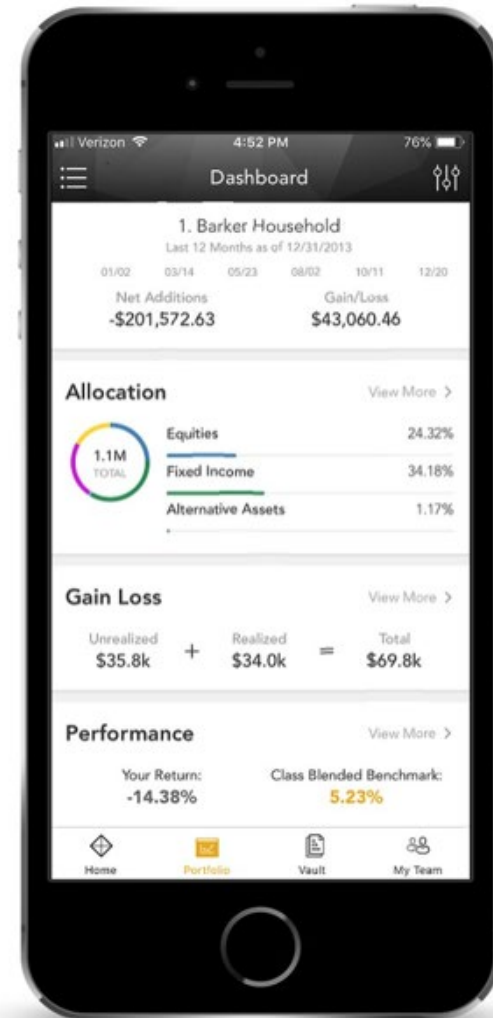 Verizon 4:52 PM 76%
Dashboard
1. Barker Household
Last 12 Months as of 12/31/2013
01/02 03/14 05/23 08/02 10/11 12/20
Net Additions Gain/Loss
-$201,572.63 $43,060.46
Allocation View More >
1.1M
TOTAL
Equities 24.32%
Fixed Income 34.18%
Alternative Assets 1.17%
Gain Loss View More >
Unrealized Realized Total
$35.8k + $34.0k = $69.8k
Performance View More >
Your Return: Class Blended Benchmark:
-14.38% 5.23%
Home Portfolio Vault My Team